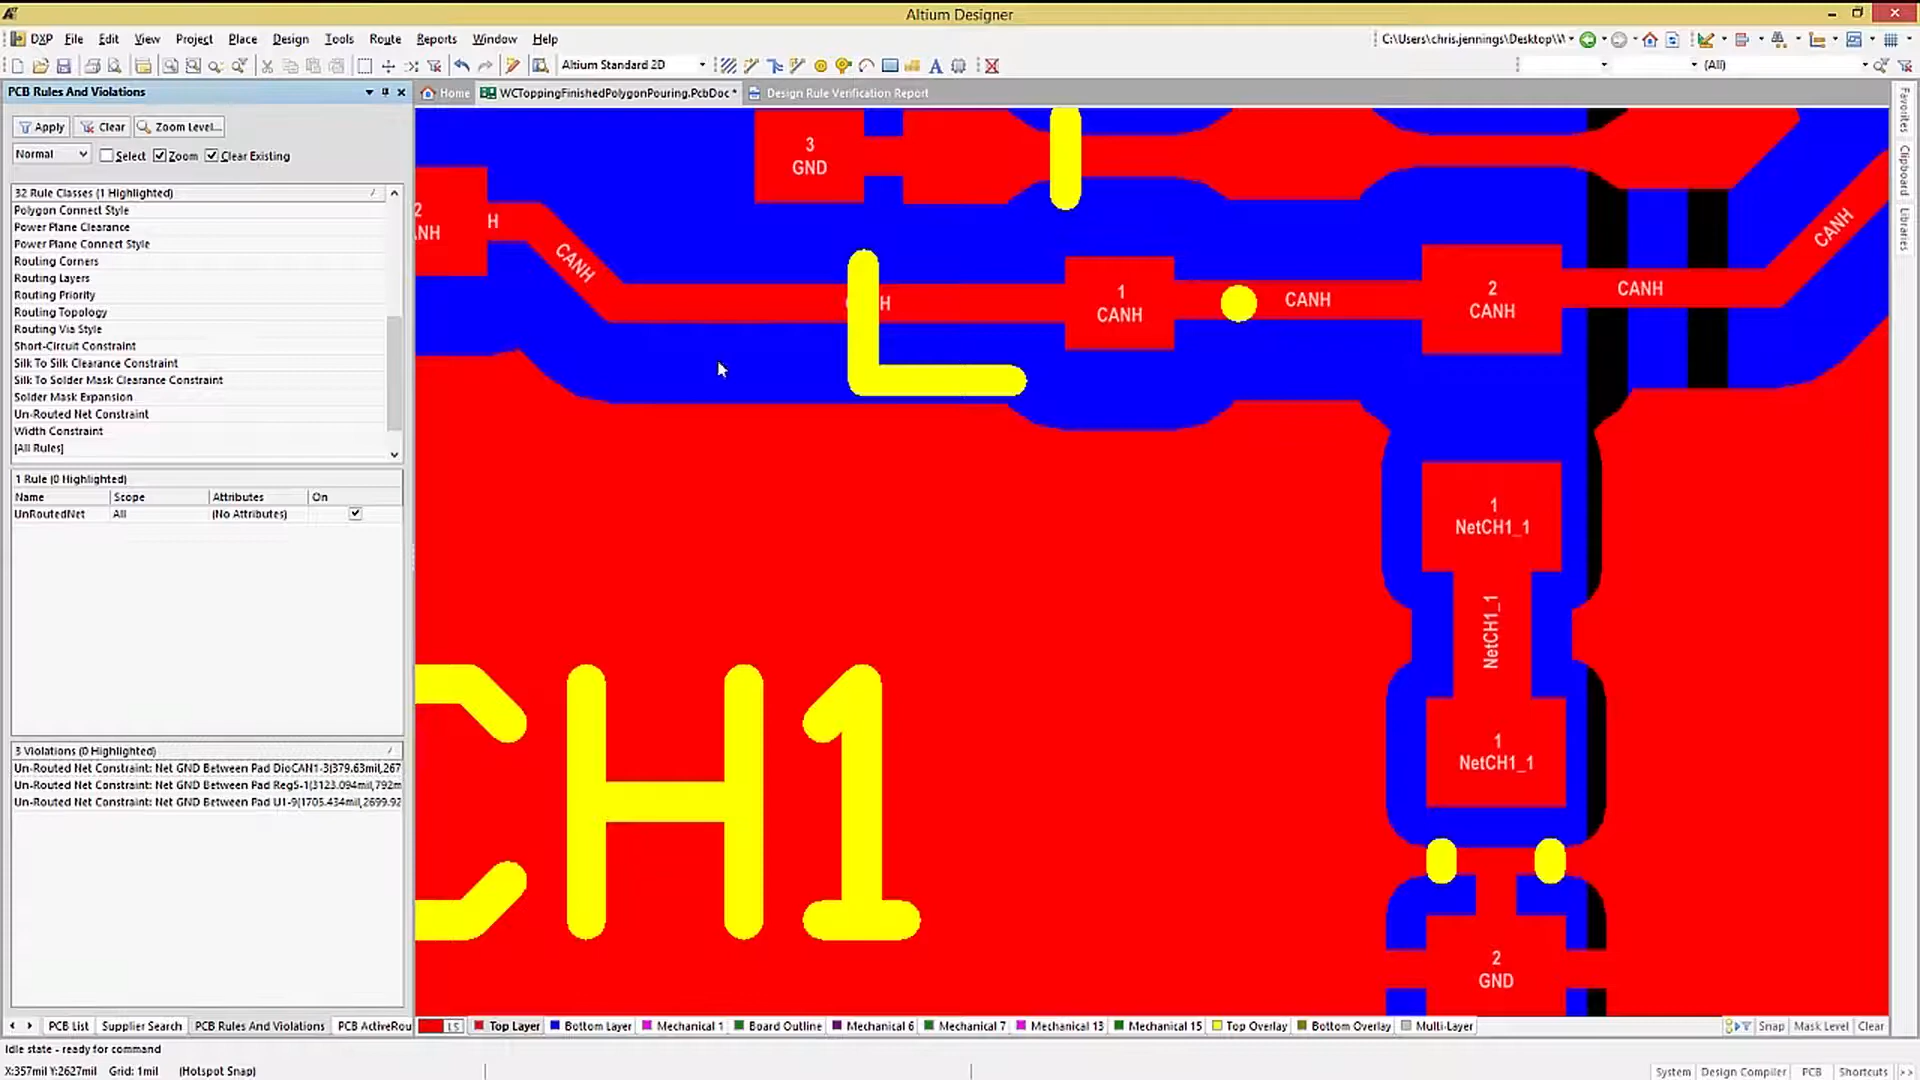 Altium Designer
DXP File Edit View Project Place Design Tools Route Reports Window Help
C:\Users\chris.jennings\Desktop\W
Altium Standard 2D
(All)
PCB Rules And Violations
Home WCToppingFinishedPolygonPouring.PcbDoc * Design Rule Verification Report
Apply Clear Zoom Level...
Normal Select Zoom Clear Existing
32 Rule Classes (1 Highlighted)
Polygon Connect Style
Power Plane Clearance
Power Plane Connect Style
Routing Corners
Routing Layers
Routing Priority
Routing Topology
Routing Via Style
Short-Circuit Constraint
Silk To Silk Clearance Constraint
Silk To Solder Mask Clearance Constraint
Solder Mask Expansion
Un-Routed Net Constraint
Width Constraint
[All Rules]
1 Rule (0 Highlighted)
Name Scope Attributes On
UnRoutedNet All (No Attributes)
3 Violations (0 Highlighted)
Un-Routed Net Constraint: Net GND Between Pad DioCAN1-3(379.63mil,267
Un-Routed Net Constraint: Net GND Between Pad Reg5-1(3123.094mil,792m
Un-Routed Net Constraint: Net GND Between Pad U1-9(1705.434mil,2699.92
3
GND
2
NH
H
CANH
H
1
CANH
CANH
2
CANH
CANH
CANH
1
NetCH1_1
NetCH1_1
1
NetCH1_1
2
GND
CH1
Favorites
Clipboard
Libraries
PCB List Supplier Search PCB Rules And Violations PCB ActiveRou
LS Top Layer Bottom Layer Mechanical 1 Board Outline Mechanical 6 Mechanical 7 Mechanical 13 Mechanical 15 Top Overlay Bottom Overlay Multi-Layer
Snap Mask Level Clear
Idle state - ready for command
X:357mil Y:2627mil Grid: 1mil (Hotspot Snap)
System Design Compiler PCB Shortcuts >>